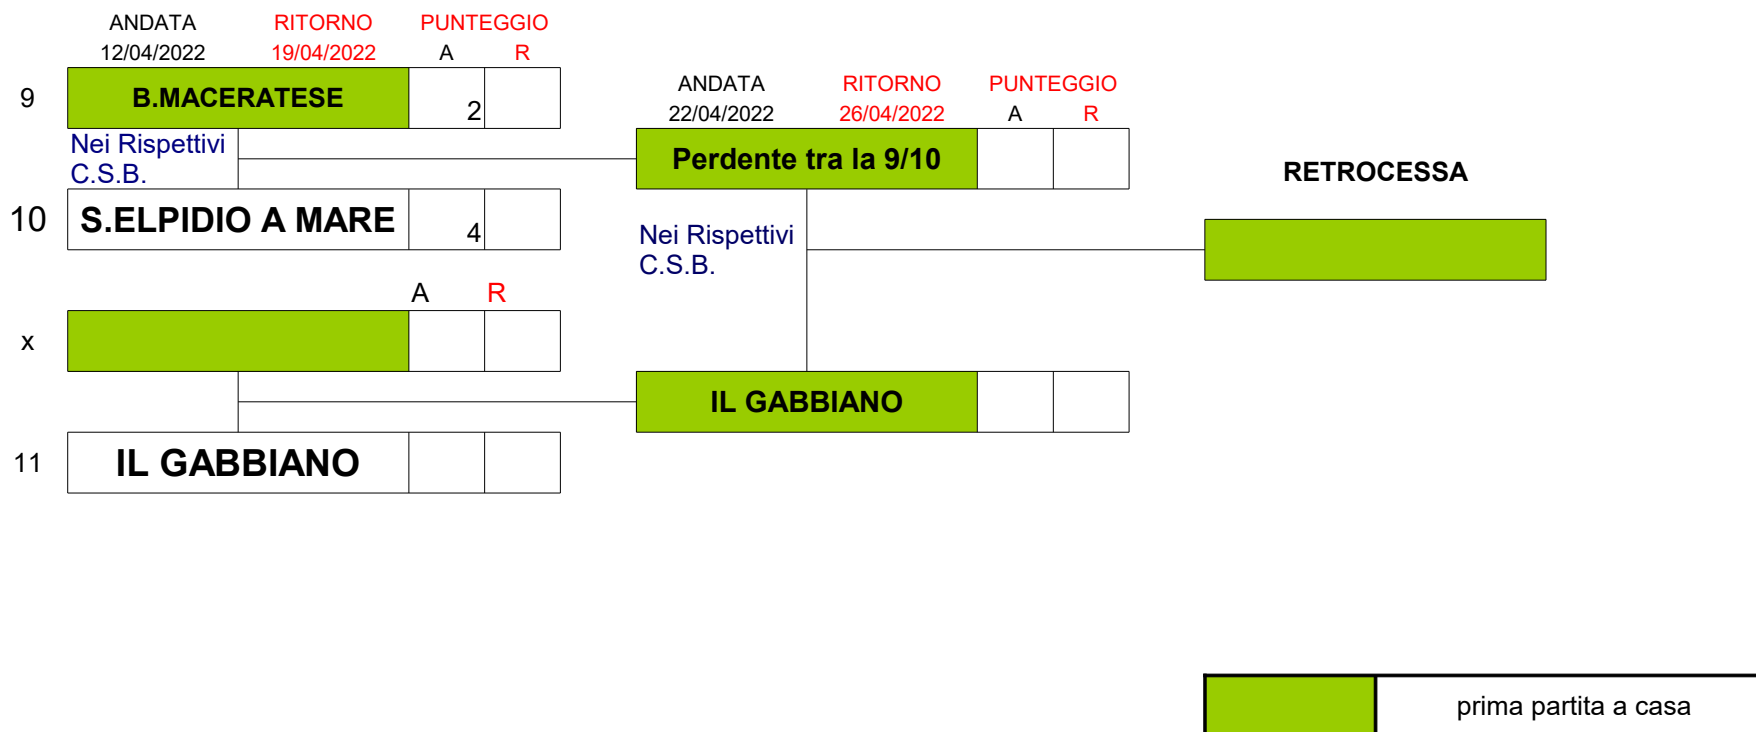 ANDATA RITORNO PUNTEGGIO
12/04/2022 19/04/2022 A R
9 B.MACERATESE 2
Nei Rispettivi
C.S.B.
10 S.ELPIDIO A MARE 4
A R
x
11 IL GABBIANO
ANDATA RITORNO PUNTEGGIO
22/04/2022 26/04/2022 A R
Perdente tra la 9/10
Nei Rispettivi
C.S.B.
IL GABBIANO
RETROCESSA
prima partita a casa